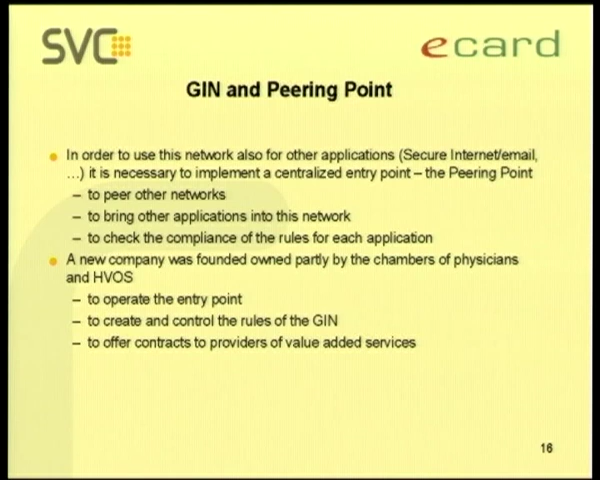 SVC
ecard
GIN and Peering Point
In order to use this network also for other applications (Secure Internet/email,
…) it is necessary to implement a centralized entry point – the Peering Point
– to peer other networks
– to bring other applications into this network
– to check the compliance of the rules for each application
A new company was founded owned partly by the chambers of physicians
and HVOS
– to operate the entry point
– to create and control the rules of the GIN
– to offer contracts to providers of value added services
16